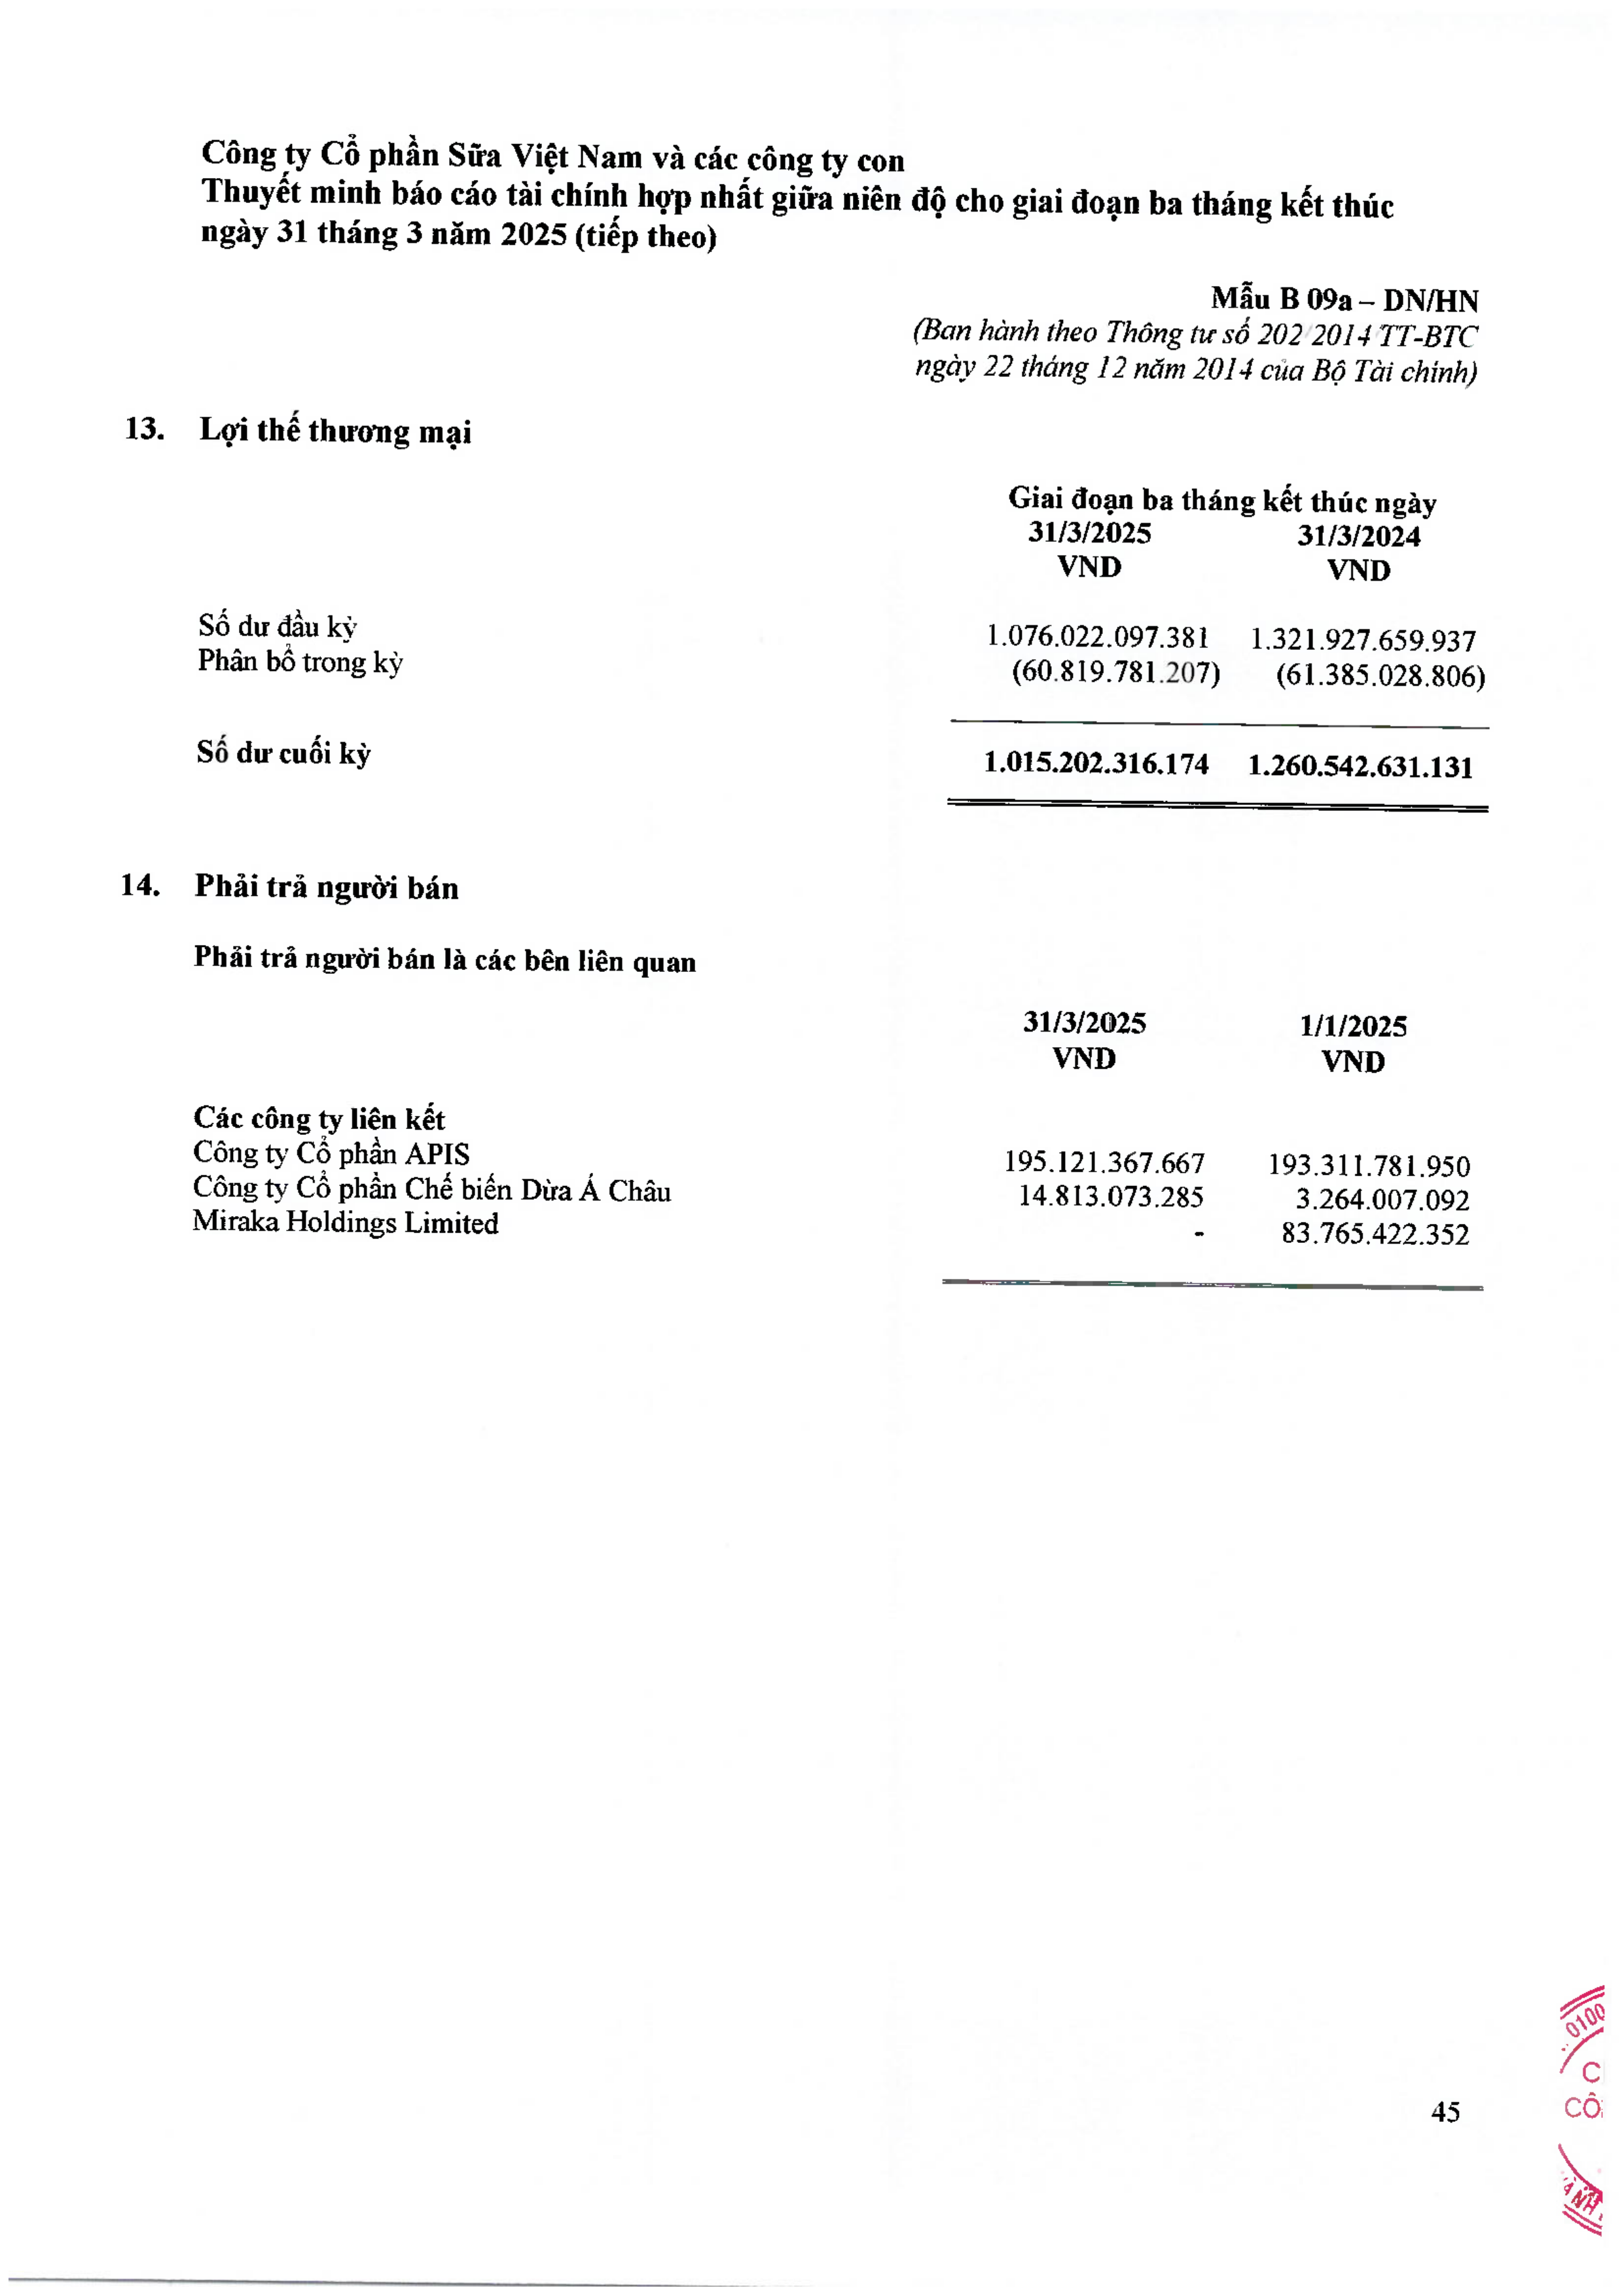 Công ty Cổ phần Sữa Việt Nam và các công ty con
Thuyết minh báo cáo tài chính hợp nhất giữa niên độ cho giai đoạn ba tháng kết thúc
ngày 31 tháng 3 năm 2025 (tiếp theo)
Mẫu B 09a – DN/HN
(Ban hành theo Thông tư số 202/2014/TT-BTC
ngày 22 tháng 12 năm 2014 của Bộ Tài chính)
13. Lợi thế thương mại
Giai đoạn ba tháng kết thúc ngày
31/3/2025 31/3/2024
VND VND
Số dư đầu kỳ 1.076.022.097.381 1.321.927.659.937
Phân bổ trong kỳ (60.819.781.207) (61.385.028.806)
Số dư cuối kỳ 1.015.202.316.174 1.260.542.631.131
14. Phải trả người bán
Phải trả người bán là các bên liên quan
31/3/2025 1/1/2025
VND VND
Các công ty liên kết
Công ty Cổ phần APIS 195.121.367.667 193.311.781.950
Công ty Cổ phần Chế biến Dừa Á Châu 14.813.073.285 3.264.007.092
Miraka Holdings Limited - 83.765.422.352
0100
C
CÔ
45